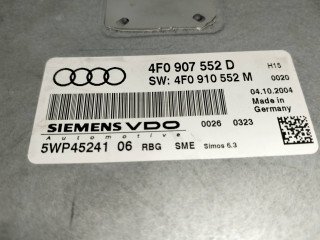 4F0 907 552 D H15
SW: 4F0 910 552 M 0020
04.10.2004
Made in
Germany
SIEMENS VDO 0026 0323
Automotive
5WP45241 06 RBG SME Simos 6.3